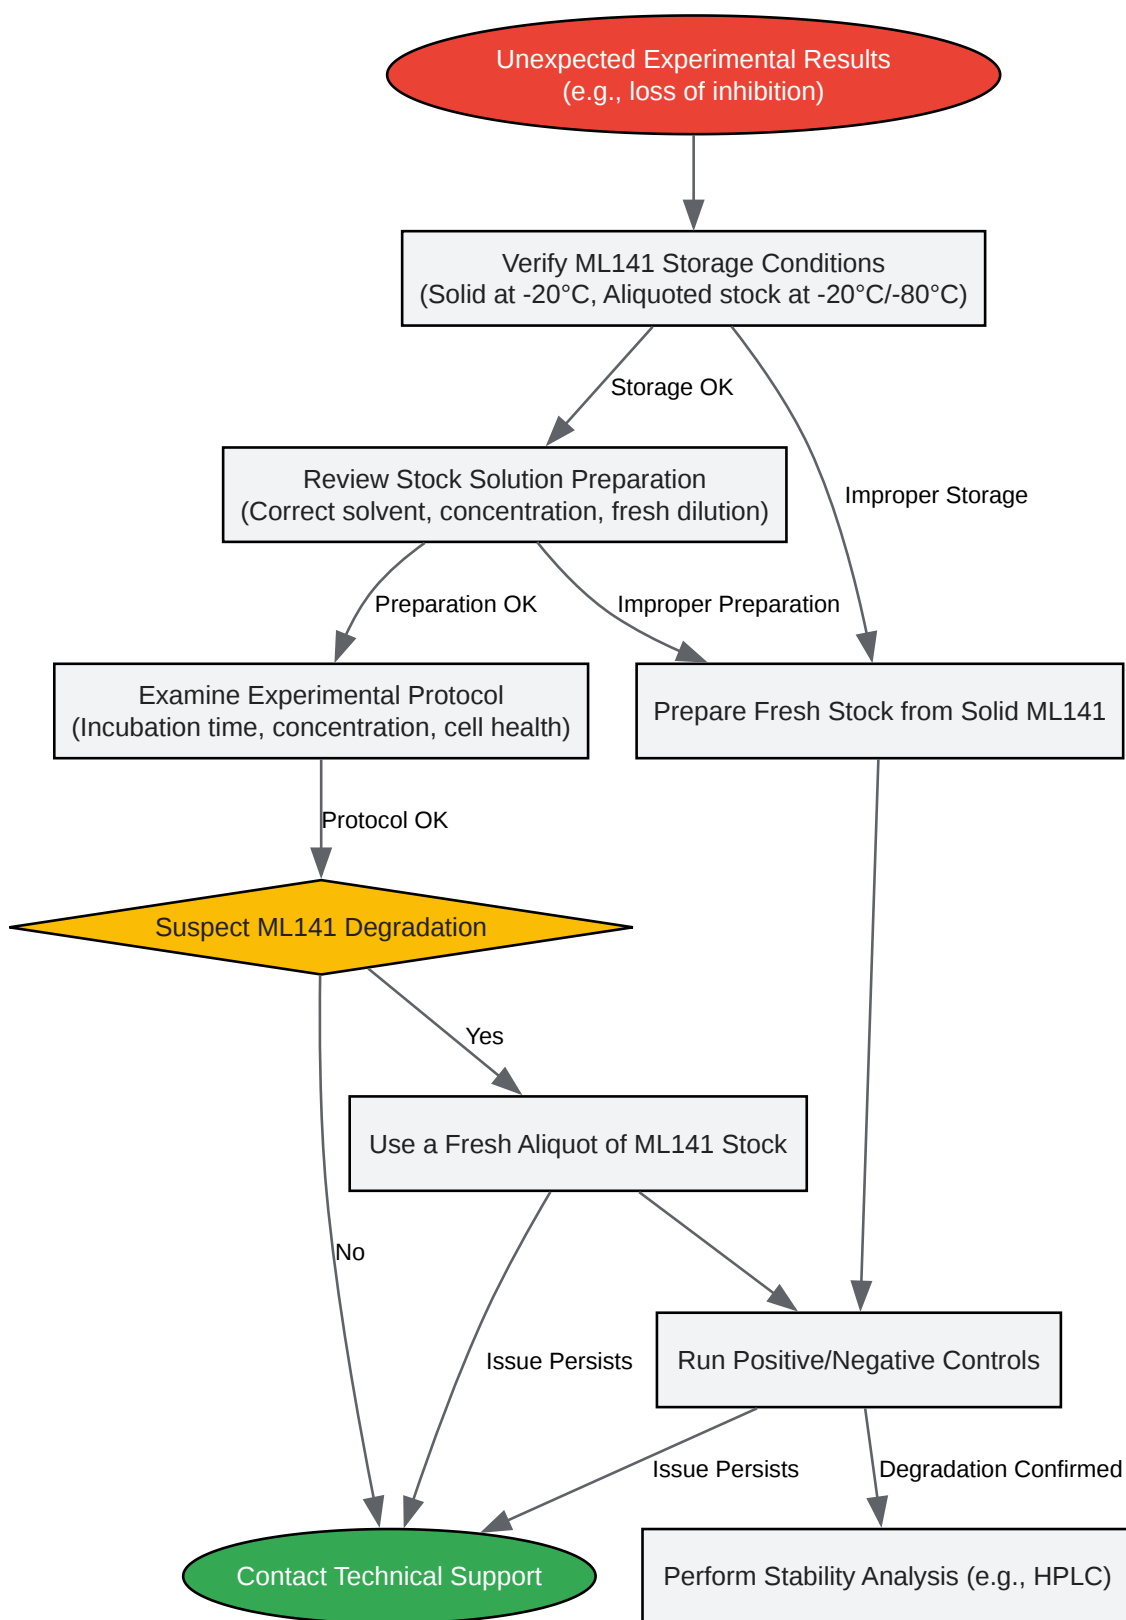 Unexpected Experimental Results
(e.g., loss of inhibition)
Verify ML141 Storage Conditions
(Solid at -20°C, Aliquoted stock at -20°C/-80°C)
Storage OK
Improper Storage
Review Stock Solution Preparation
(Correct solvent, concentration, fresh dilution)
Preparation OK
Improper Preparation
Examine Experimental Protocol
(Incubation time, concentration, cell health)
Prepare Fresh Stock from Solid ML141
Protocol OK
Suspect ML141 Degradation
Yes
Use a Fresh Aliquot of ML141 Stock
No
Issue Persists
Run Positive/Negative Controls
Issue Persists
Degradation Confirmed
Contact Technical Support
Perform Stability Analysis (e.g., HPLC)